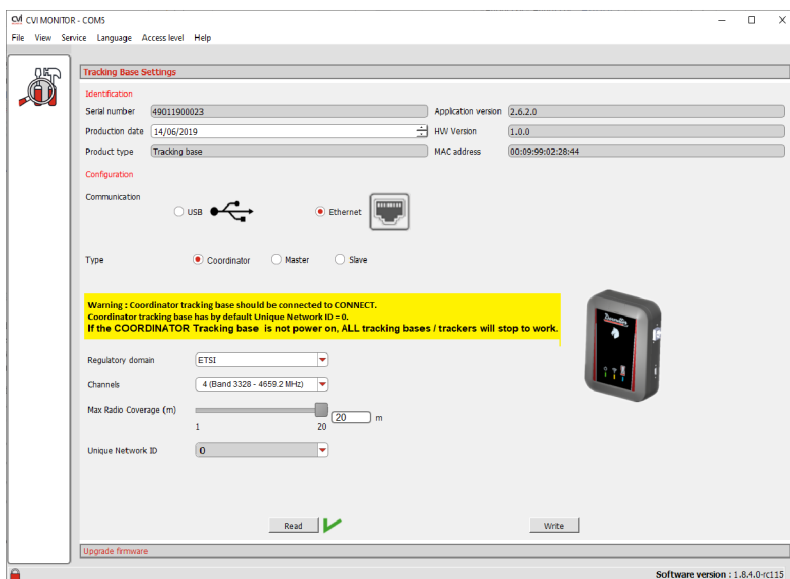 CVI MONITOR - COM5
File View Service Language Access level Help
Tracking Base Settings
Identification
Serial number 49011900023 Application version 2.6.2.0
Production date 14/06/2019 HW Version 1.0.0
Product type Tracking base MAC address 00:09:99:02:28:44
Configuration
Communication
USB Ethernet
Type Coordinator Master Slave
Warning : Coordinator tracking base should be connected to CONNECT.
Coordinator tracking base has by default Unique Network ID = 0.
If the COORDINATOR Tracking base is not power on, ALL tracking bases / trackers will stop to work.
Desoutter
Regulatory domain ETSI
Channels 4 (Band 3328 - 4659.2 MHz)
Max Radio Coverage (m) 20 m
1 20
Unique Network ID 0
Read Write
Upgrade firmware
Software version : 1.8.4.0-rc115